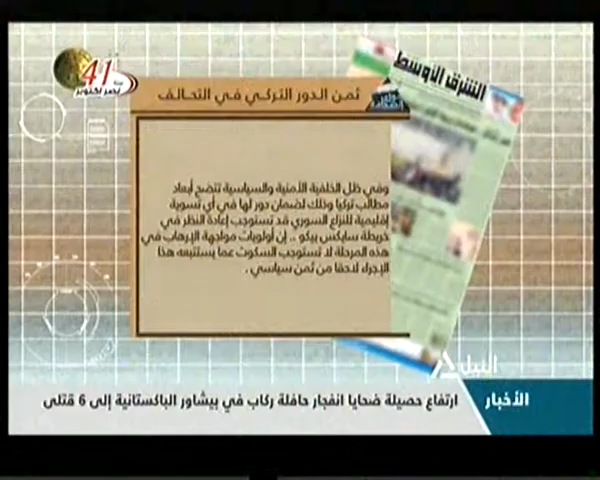 41
سنة
نصر أكتوبر
الشرق الأوسط
ثمن الدور التركي في التحالف
وفي ظل الخلفية الأمنية والسياسية تتضح أبعاد
مطالب تركيا وذلك لضمان دور لها في أي تسوية
إقليمية للنزاع السوري قد تستوجب إعادة النظر في
خريطة سايكس بيكو .. إن أولويات مواجهة الإرهاب في
هذه المرحلة لا تستوجب السكوت عما يستتبعه هذا
الإجراء لاحقا من ثمن سياسي .
النيل
الأخبار
ارتفاع حصيلة ضحايا انفجار حافلة ركاب في بيشاور الباكستانية إلى 6 قتلى